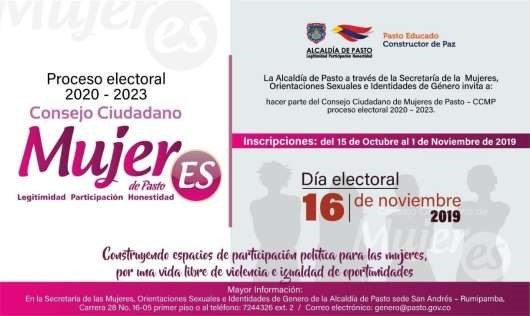 Proceso electoral
2020 - 2023
Consejo Ciudadano
MujerES
de Pasto
Legitimidad Participación Honestidad
ALCALDÍA DE PASTO
Legitimidad Participación Honestidad
Pasto Educado
Constructor de Paz
La Alcaldía de Pasto a través de la Secretaría de la Mujeres,
Orientaciones Sexuales e Identidades de Género invita a:
hacer parte del Consejo Ciudadano de Mujeres de Pasto – CCMP
proceso electoral 2020 – 2023.
Inscripciones: del 15 de Octubre al 1 de Noviembre de 2019
Día electoral
16 de noviembre
2019
Construyendo espacios de participación política para las mujeres,
por una vida libre de violencia e igualdad de oportunidades
Mayor Información:
En la Secretaría de las Mujeres, Orientaciones Sexuales e Identidades de Genero de la Alcaldía de Pasto sede San Andrés – Rumipamba,
Carrera 28 No. 16-05 primer piso o al teléfono: 7244326 ext. 2 / Correo electrónico: genero@pasto.gov.co